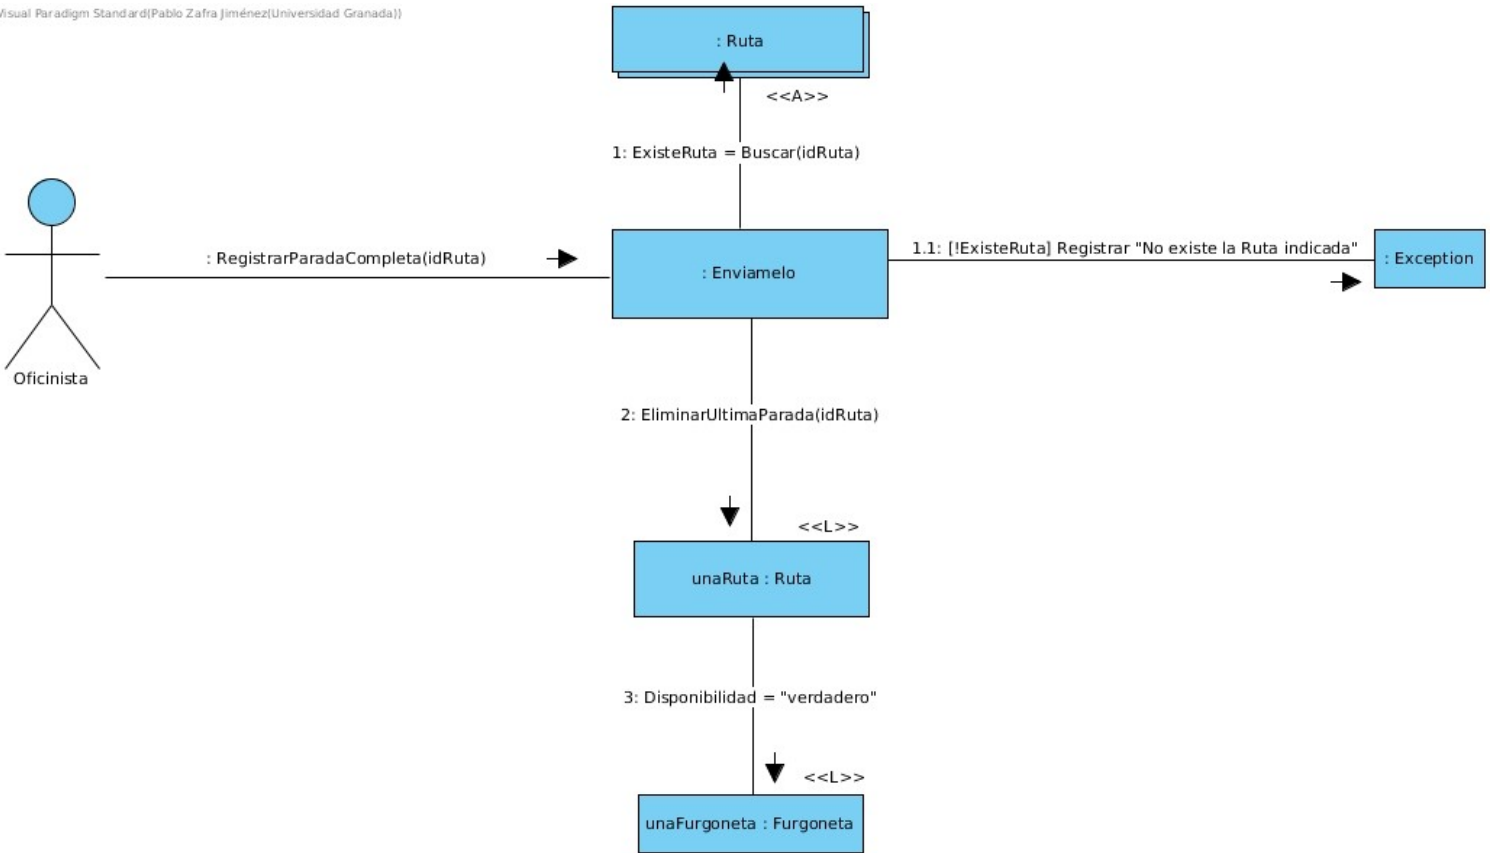 Visual Paradigm Standard(Pablo Zafra Jiménez(Universidad Granada))
: Ruta
<<A>>
1: ExisteRuta = Buscar(idRuta)
: RegistrarParadaCompleta(idRuta)
: Enviamelo
1.1: [!ExisteRuta] Registrar "No existe la Ruta indicada"
: Exception
Oficinista
2: EliminarUltimaParada(idRuta)
<<L>>
unaRuta : Ruta
3: Disponibilidad = "verdadero"
<<L>>
unaFurgoneta : Furgoneta